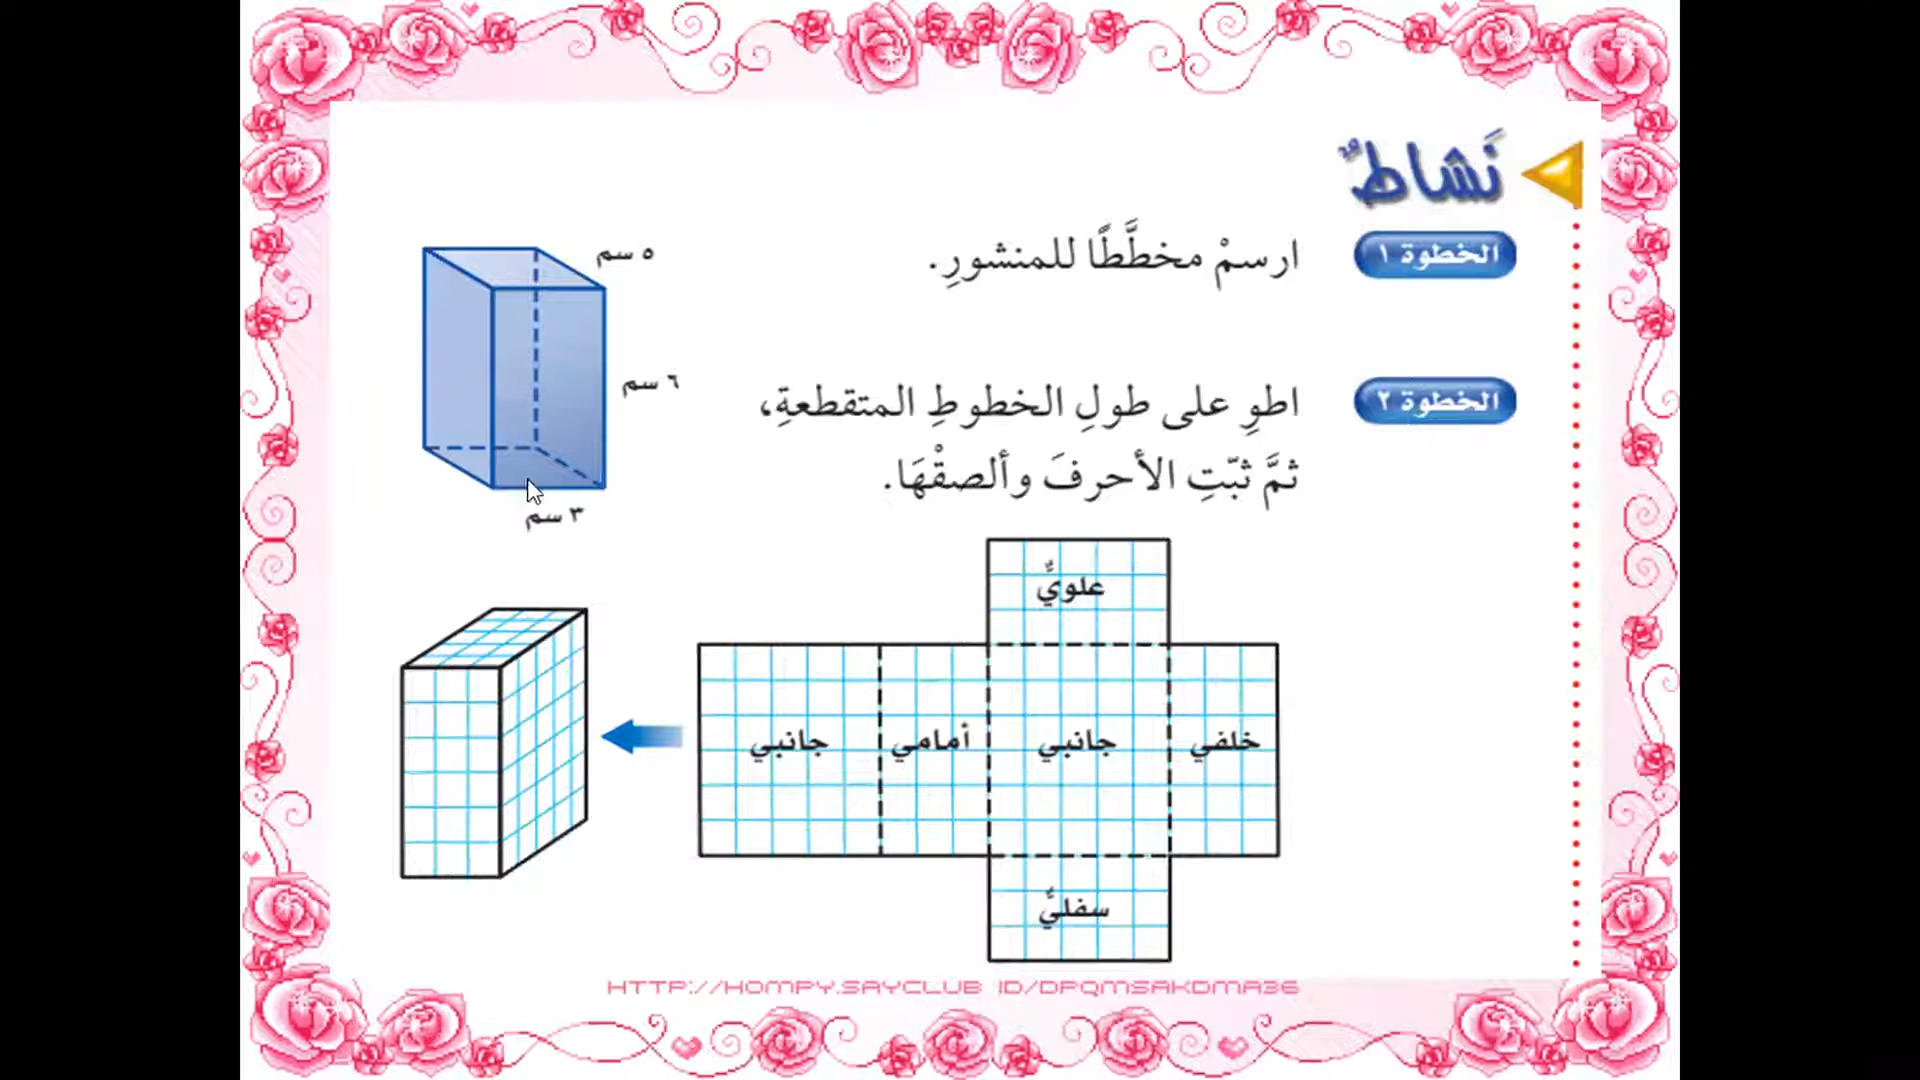 نَشاطٌ
الخطوة ١
ارسمْ مخطَّطًا للمنشورِ.
٥ سم
٦ سم
٣ سم
الخطوة ٢
اطوِ على طولِ الخطوطِ المتقطعةِ،
ثمَّ ثبّتِ الأحرفَ وألصقْهَا.
علويٌّ
خلفي
جانبي
أمامي
جانبي
سفليٌّ
HTTP://HOMPY.SAYCLUB ID/DPQMSAKDMA36